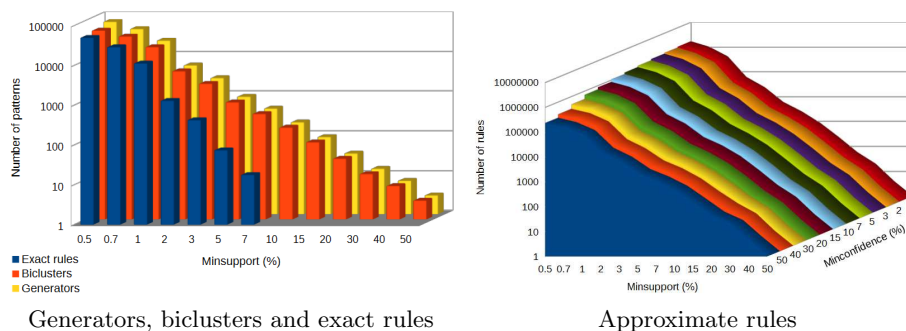 100000
10000
1000
100
10
1
Number of patterns
0.5 0.7 1 2 3 5 7 10 15 20 30 40 50
Minsupport (%)
Exact rules
Biclusters
Generators
Generators, biclusters and exact rules
10000000
1000000
100000
10000
1000
100
10
1
Number of rules
0.5 0.7 1 2 3 5 7 10 15 20 30 40 50
Minsupport (%)
50 40 30 20 15 10 7 5 3 2
Minconfidence (%)
Approximate rules